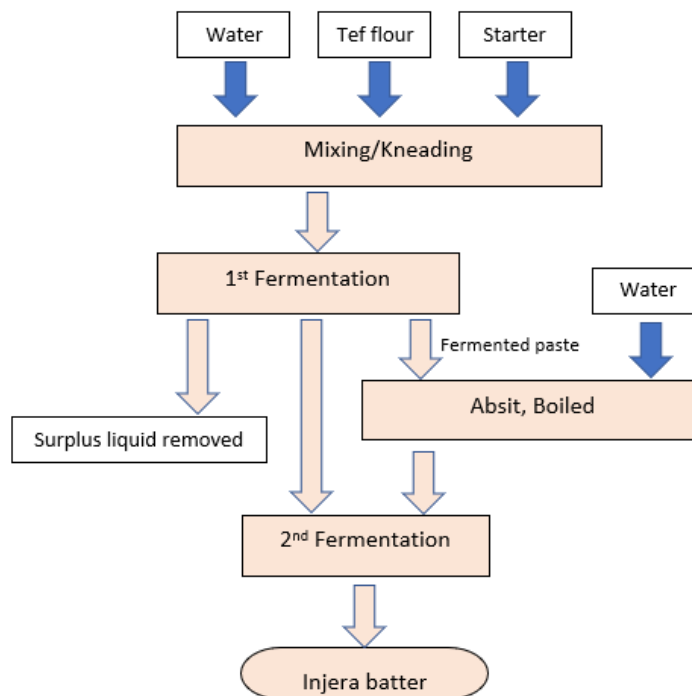 Water
Tef flour
Starter
Mixing/Kneading
1st Fermentation
Water
Fermented paste
Absit, Boiled
Surplus liquid removed
2nd Fermentation
Injera batter